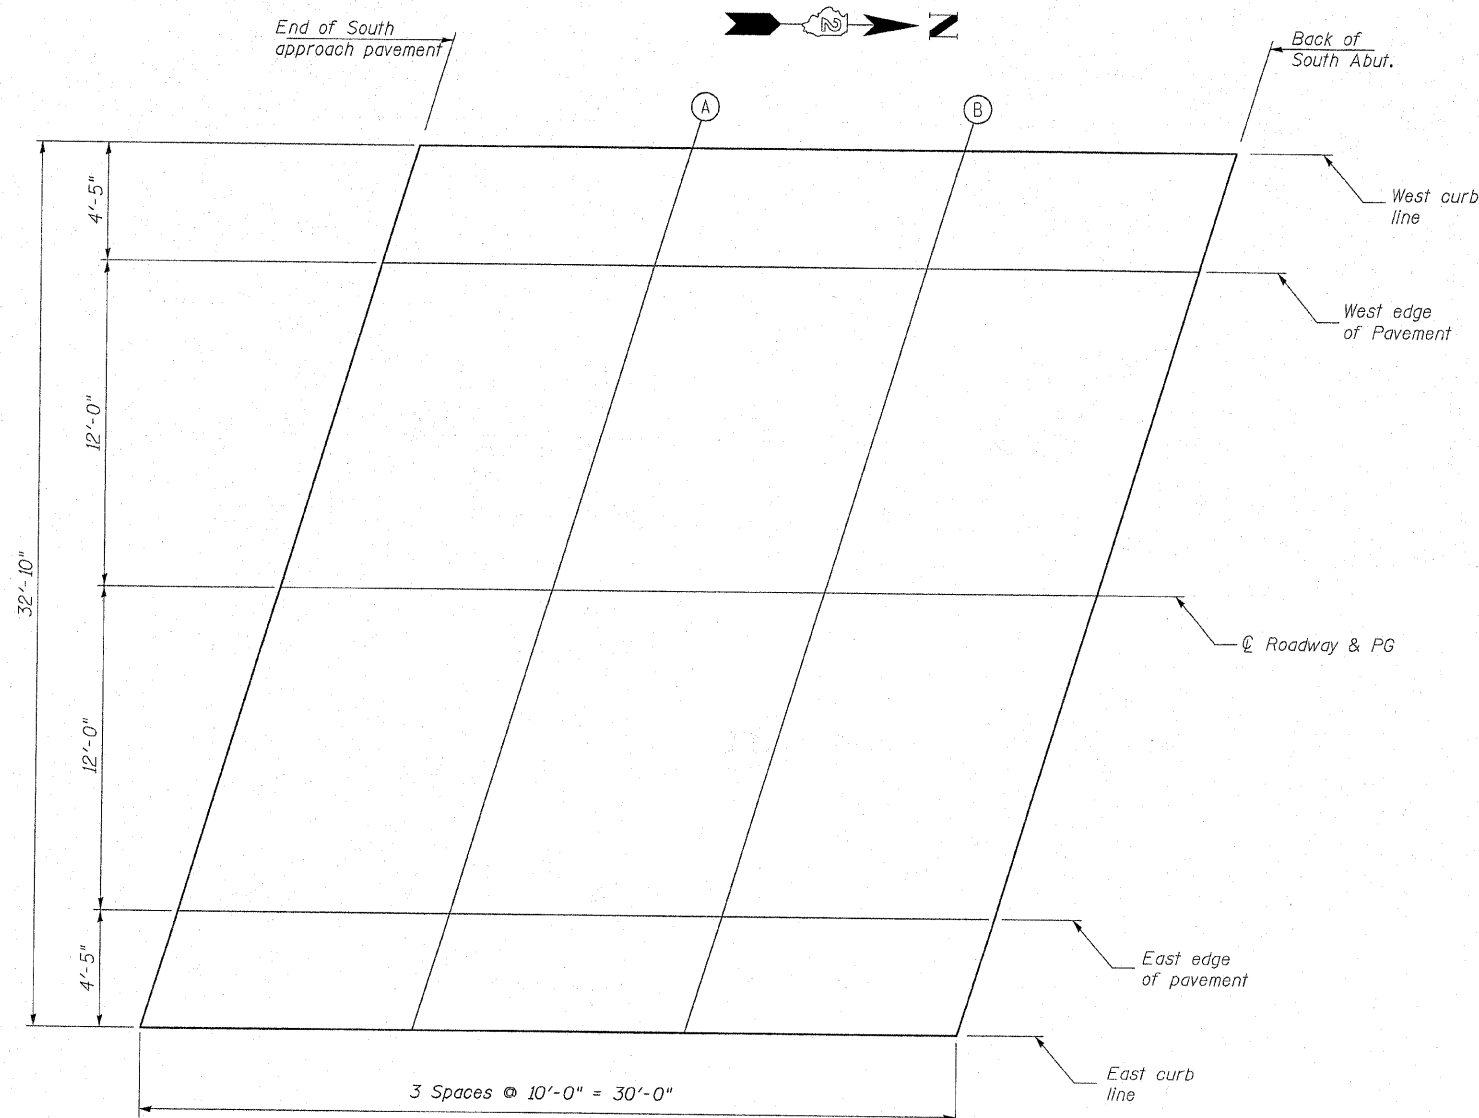 End of South
approach pavement
2
N
Back of
South Abut.
A
B
4'-5"
West curb
line
West edge
of Pavement
12'-0"
32'-10"
℄ Roadway & PG
12'-0"
4'-5"
East edge
of pavement
East curb
line
3 Spaces @ 10'-0" = 30'-0"